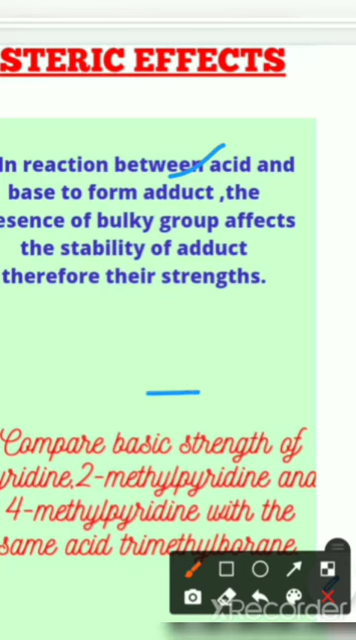 STERIC EFFECTS
In reaction between acid and
base to form adduct ,the
esence of bulky group affects
the stability of adduct
therefore their strengths.
Compare basic strength of
yridine,2-methylpyridine and
4-methylpyridine with the
same acid trimethylborane
XRecorder